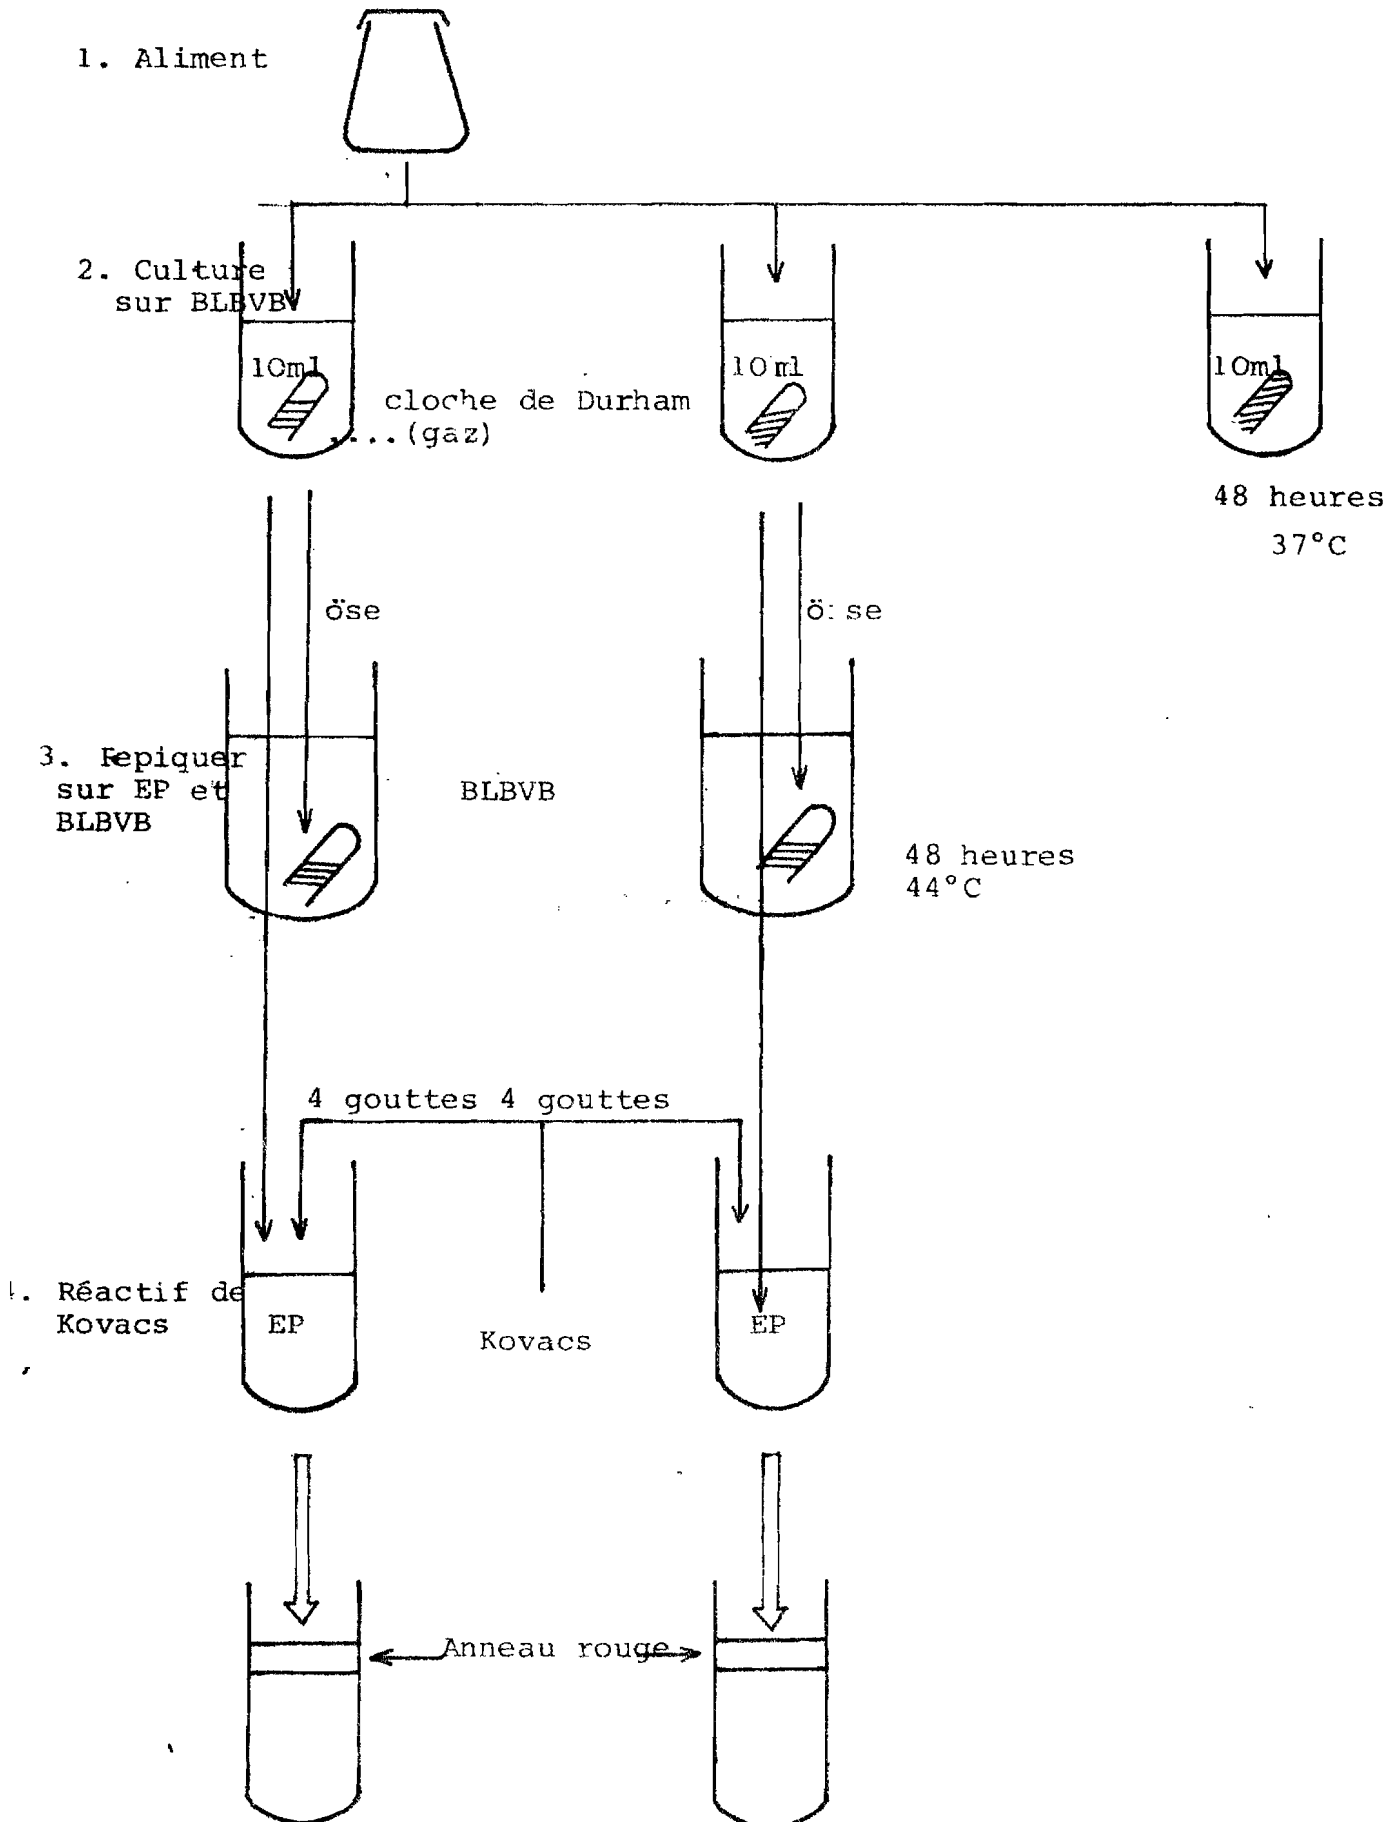 1. Aliment
2. Culture
sur BLBVB
10ml
10ml
10ml
cloche de Durham
....(gaz)
48 heures
37°C
öse
ö:se
3. Repiquer
sur EP et
BLBVB
BLBVB
48 heures
44°C
4 gouttes 4 gouttes
4. Réactif de
Kovacs
EP
Kovacs
EP
Anneau rouge